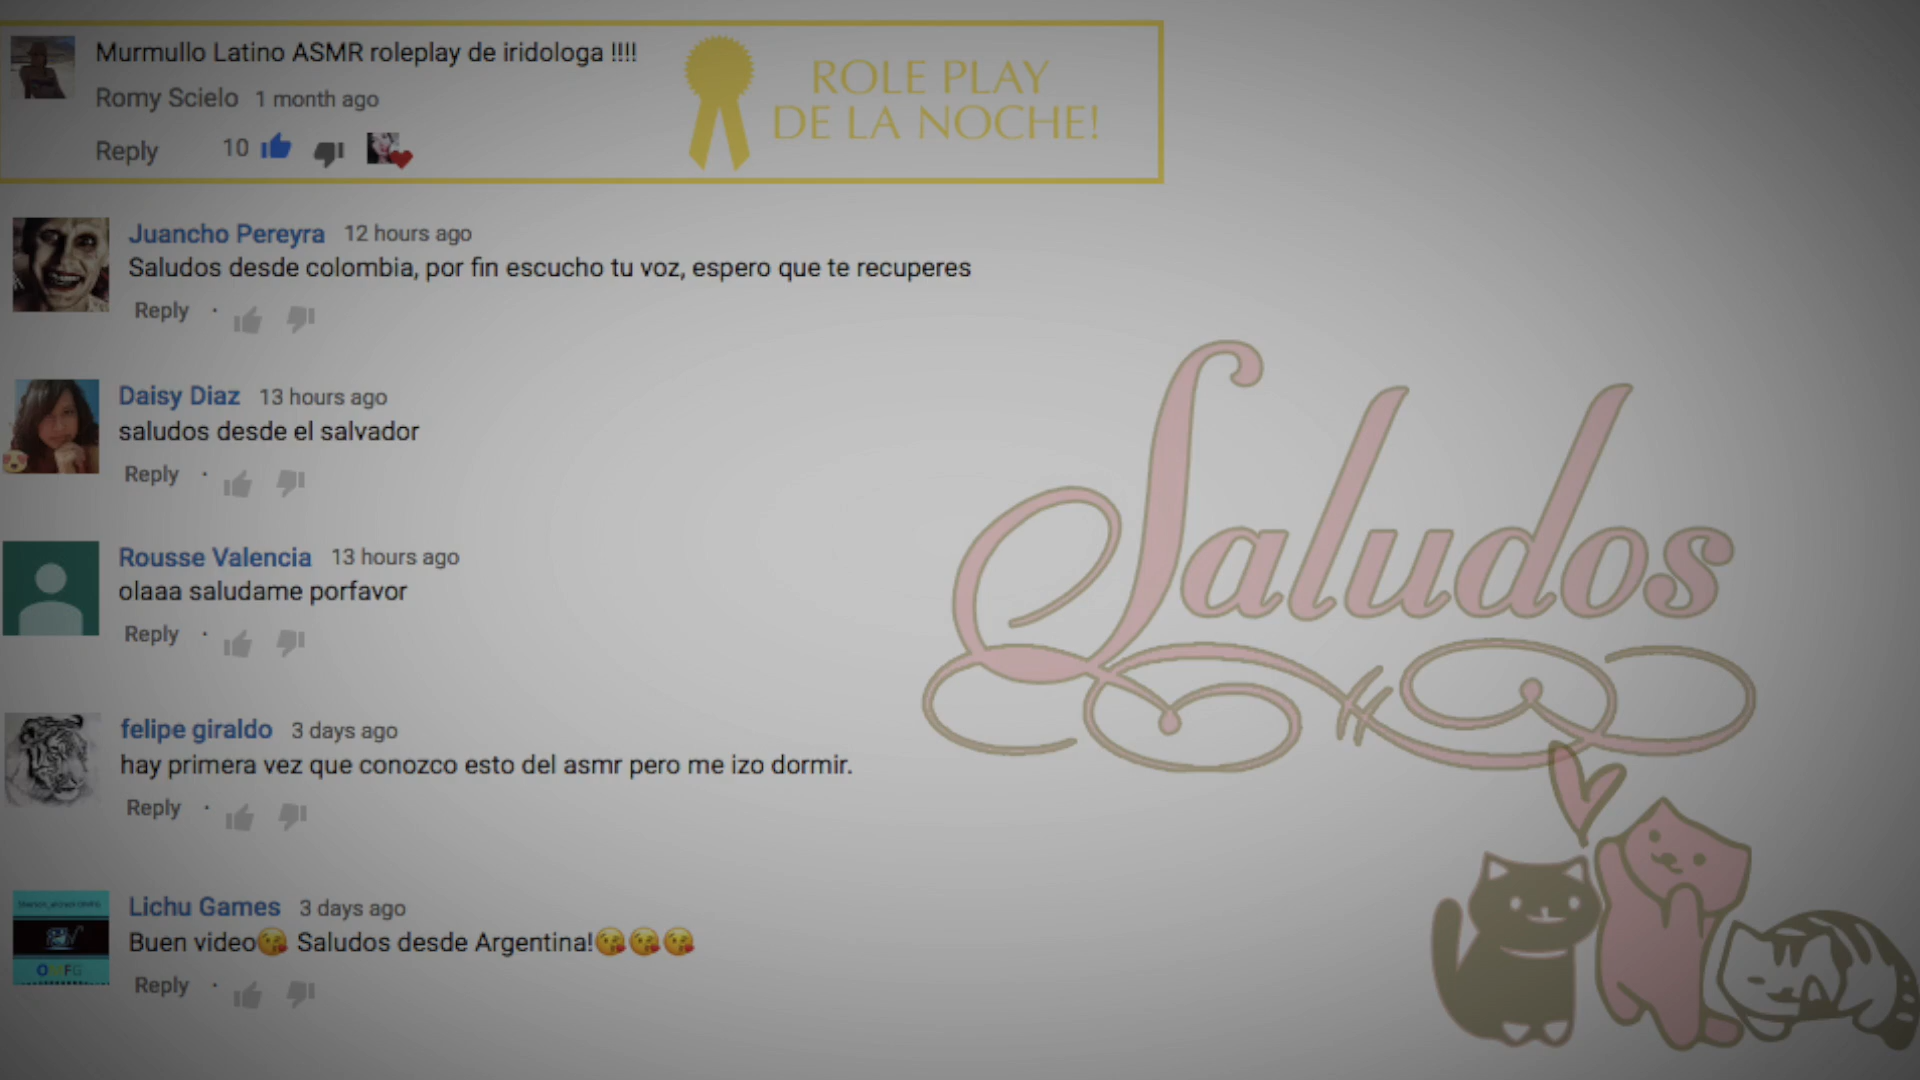 Murmullo Latino ASMR roleplay de iridologa !!!!
Romy Scielo 1 month ago
Reply 10
ROLE PLAY
DE LA NOCHE!
Juancho Pereyra 12 hours ago
Saludos desde colombia, por fin escucho tu voz, espero que te recuperes
Reply ·
Daisy Diaz 13 hours ago
saludos desde el salvador
Reply ·
Rousse Valencia 13 hours ago
olaaa saludame porfavor
Reply ·
felipe giraldo 3 days ago
hay primera vez que conozco esto del asmr pero me izo dormir.
Reply ·
Lichu Games 3 days ago
Buen video😘 Saludos desde Argentina!😘😘😘
Reply ·
Saludos